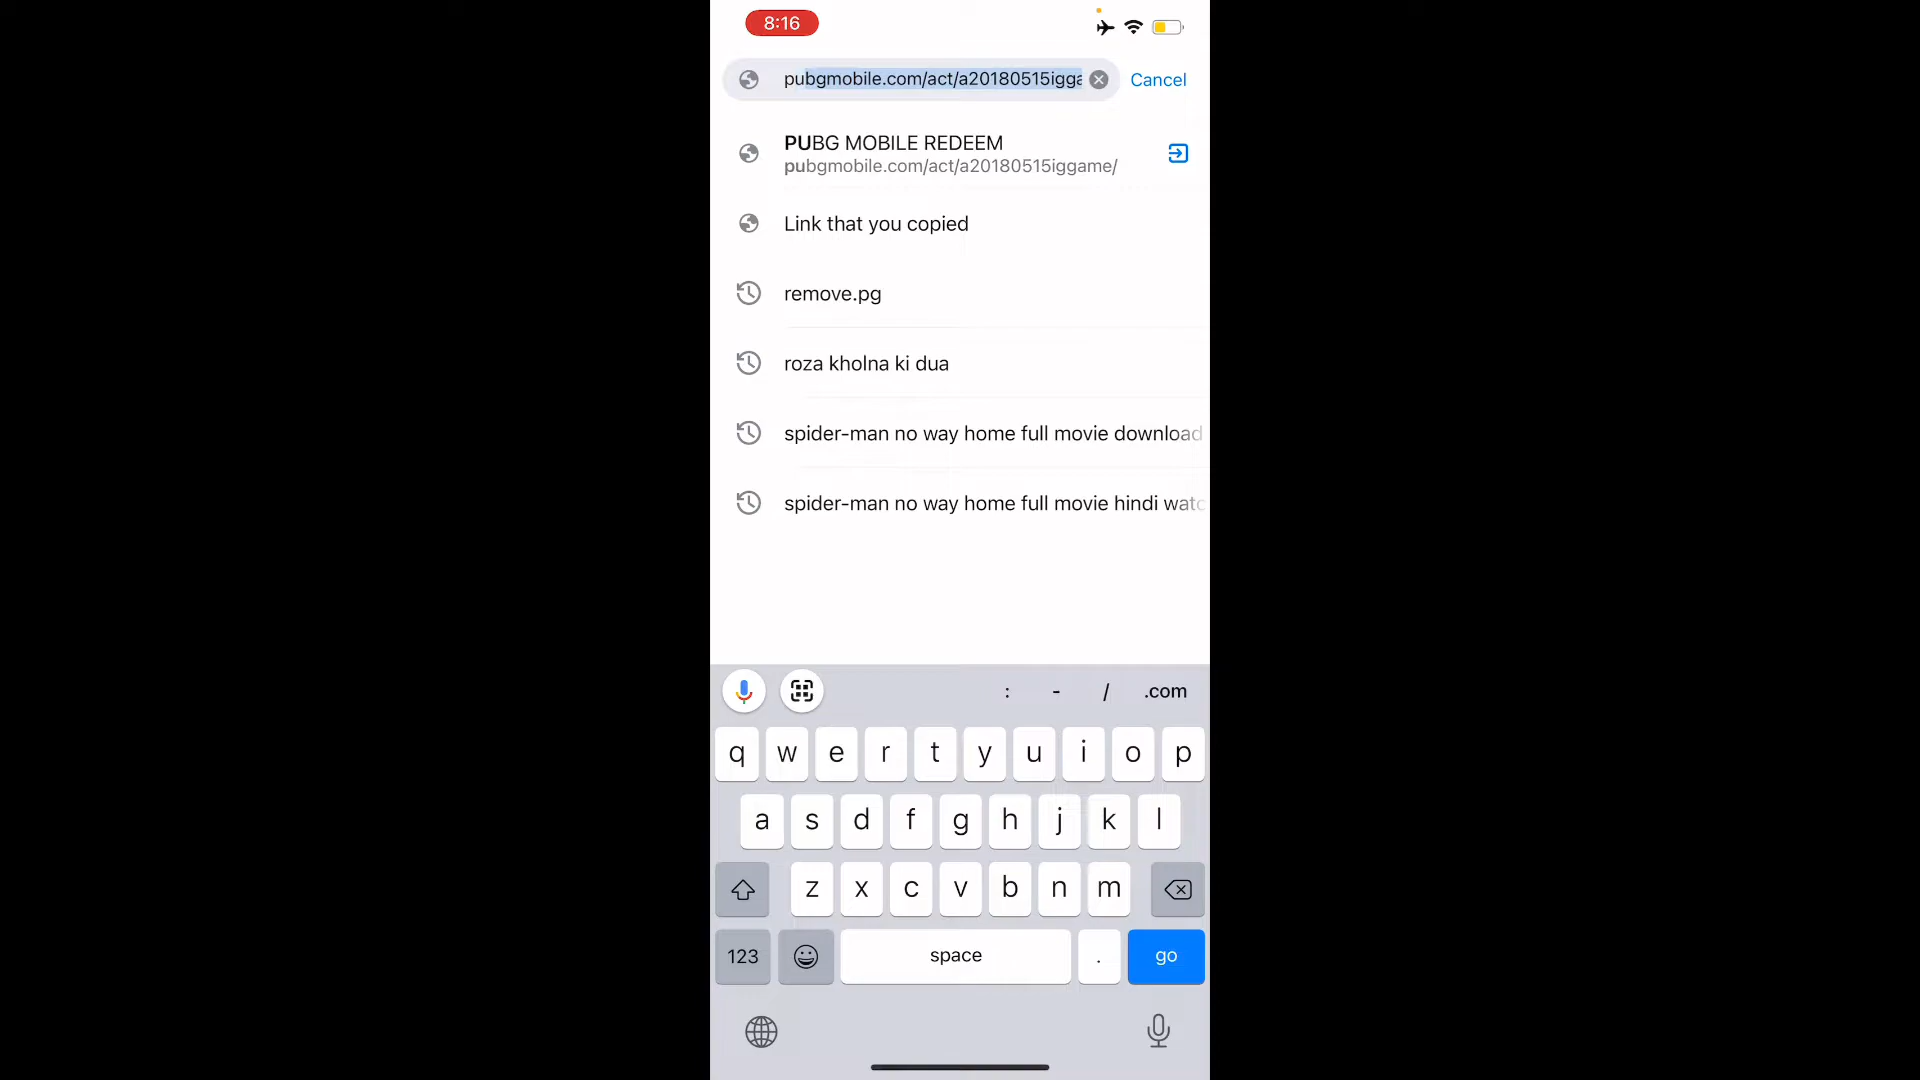 8:16
pubgmobile.com/act/a20180515igga
Cancel
PUBG MOBILE REDEEM
pubgmobile.com/act/a20180515iggame/
Link that you copied
remove.pg
roza kholna ki dua
spider-man no way home full movie download
spider-man no way home full movie hindi watc
: - / .com
q w e r t y u i o p
a s d f g h j k l
z x c v b n m
123 space . go